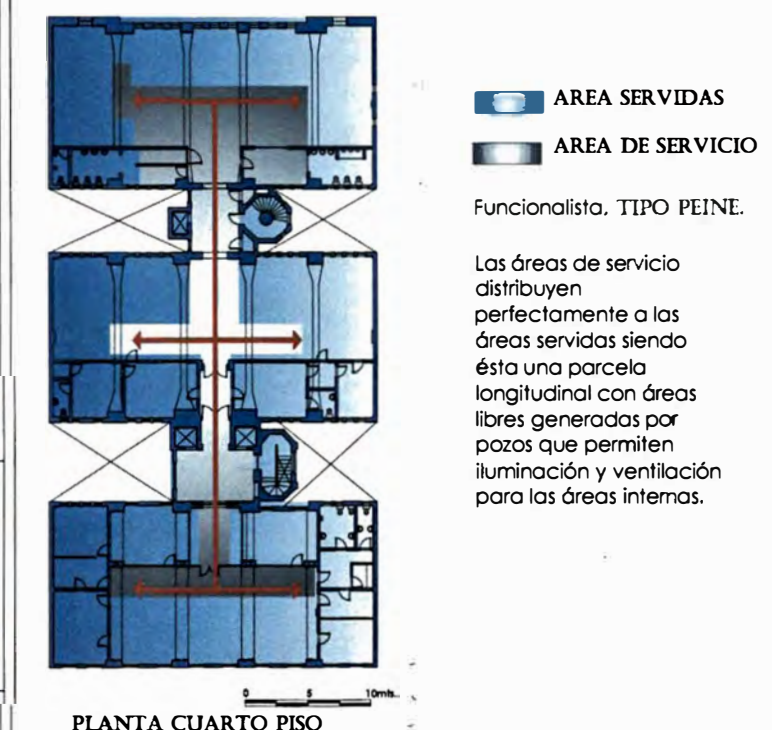 AREA SERVIDAS
AREA DE SERVICIO
Funcionalista, TIPO PEINE.
Las áreas de servicio
distribuyen
perfectamente a las
áreas servidas siendo
ésta una parcela
longitudinal con áreas
libres generadas por
pozos que permiten
iluminación y ventilación
para las áreas internas.
0 5 10mts.
PLANTA CUARTO PISO